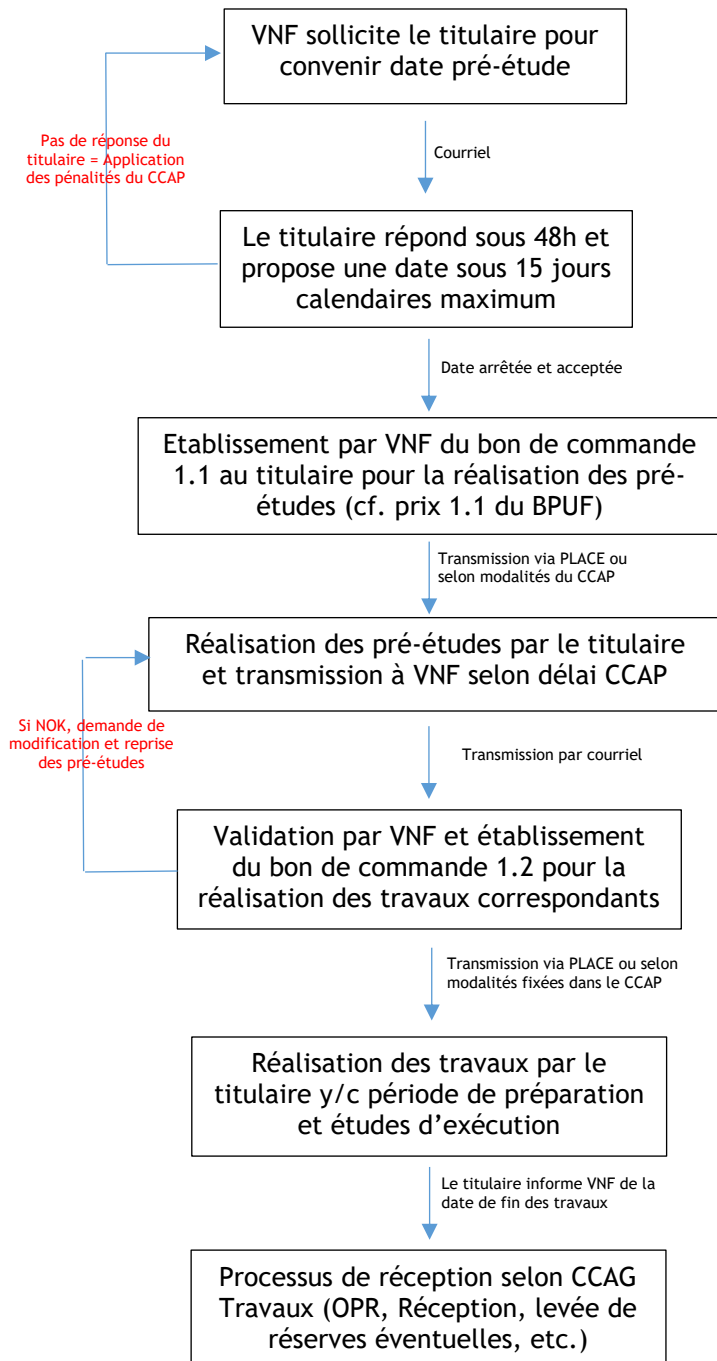 VNF sollicite le titulaire pour
convenir date pré-étude
Pas de réponse du
titulaire = Application
des pénalités du CCAP
Courriel
Le titulaire répond sous 48h et
propose une date sous 15 jours
calendaires maximum
Date arrêtée et acceptée
Etablissement par VNF du bon de commande
1.1 au titulaire pour la réalisation des pré-
études (cf. prix 1.1 du BPUF)
Transmission via PLACE ou
selon modalités du CCAP
Réalisation des pré-études par le titulaire
et transmission à VNF selon délai CCAP
Si NOK, demande de
modification et reprise
des pré-études
Transmission par courriel
Validation par VNF et établissement
du bon de commande 1.2 pour la
réalisation des travaux correspondants
Transmission via PLACE ou selon
modalités fixées dans le CCAP
Réalisation des travaux par le
titulaire y/c période de préparation
et études d’exécution
Le titulaire informe VNF de la
date de fin des travaux
Processus de réception selon CCAG
Travaux (OPR, Réception, levée de
réserves éventuelles, etc.)